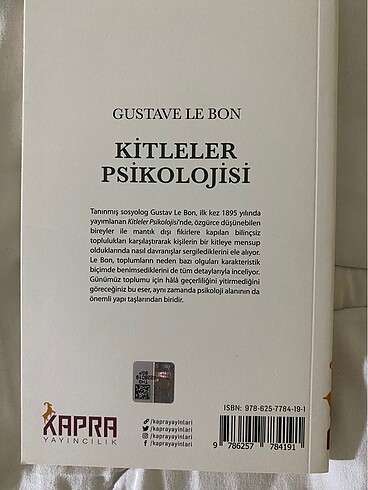 GUSTAVE LE BON
KİTLELER
PSİKOLOJİSİ
Tanınmış sosyolog Gustav Le Bon, ilk kez 1895 yılında
yayımlanan Kitleler Psikolojisi'nde, özgürce düşünebilen
bireyler ile mantık dışı fikirlere kapılan bilinçsiz
toplulukları karşılaştırarak kişilerin bir kitleye mensup
olduklarında nasıl davranışlar sergilediklerini ele alıyor.
Le Bon, toplumların neden bazı olguları karakteristik
biçimde benimsediklerini de tüm detaylarıyla inceliyor.
Günümüz toplumu için hâlâ geçerliliğini yitirmediğini
göreceğiniz bu eser, aynı zamanda psikoloji alanının da
önemli yapı taşlarından biridir.
KAPRA
YAYINCILIK
@kaprayayinlari
@kaprayayinlari
@kaprayayinlari
@kaprayayinlari
ISBN: 978-625-7784-19-1
9 786257 784191